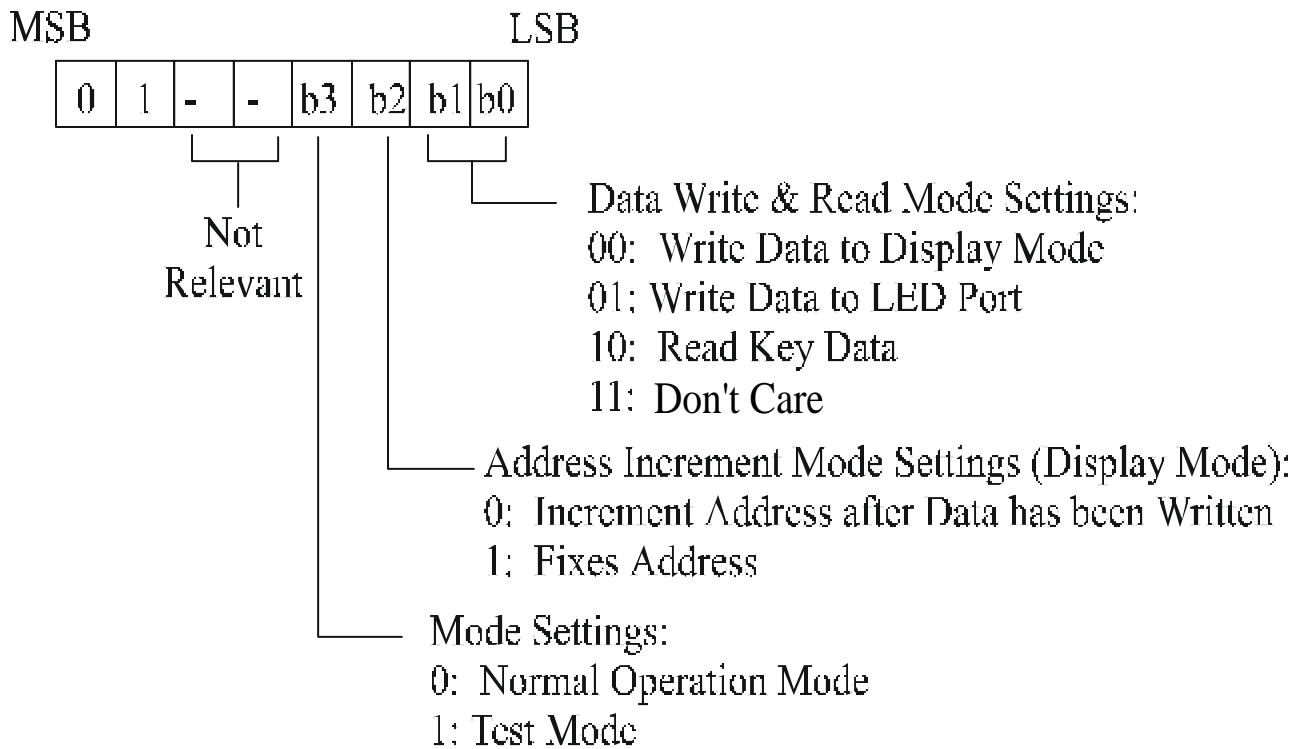 MSB LSB
0 1 - - b3 b2 b1 b0
Not
Relevant
Data Write & Read Mode Settings:
00: Write Data to Display Mode
01: Write Data to LED Port
10: Read Key Data
11: Don't Care
Address Increment Mode Settings (Display Mode):
0: Increment Address after Data has been Written
1: Fixes Address
Mode Settings:
0: Normal Operation Mode
1: Test Mode